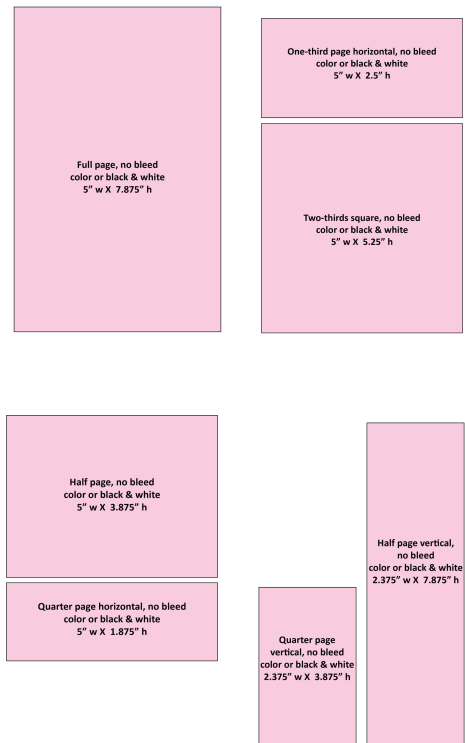 Full page, no bleed
color or black & white
5” w X  7.875” h
One-third page horizontal, no bleed
color or black & white
5” w X  2.5” h
Two-thirds square, no bleed
color or black & white
5” w X  5.25” h
Half page, no bleed
color or black & white
5” w X  3.875” h
Quarter page horizontal, no bleed
color or black & white
5” w X  1.875” h
Quarter page
vertical, no bleed
color or black & white
2.375” w X  3.875” h
Half page vertical,
no bleed
color or black & white
2.375” w X  7.875” h